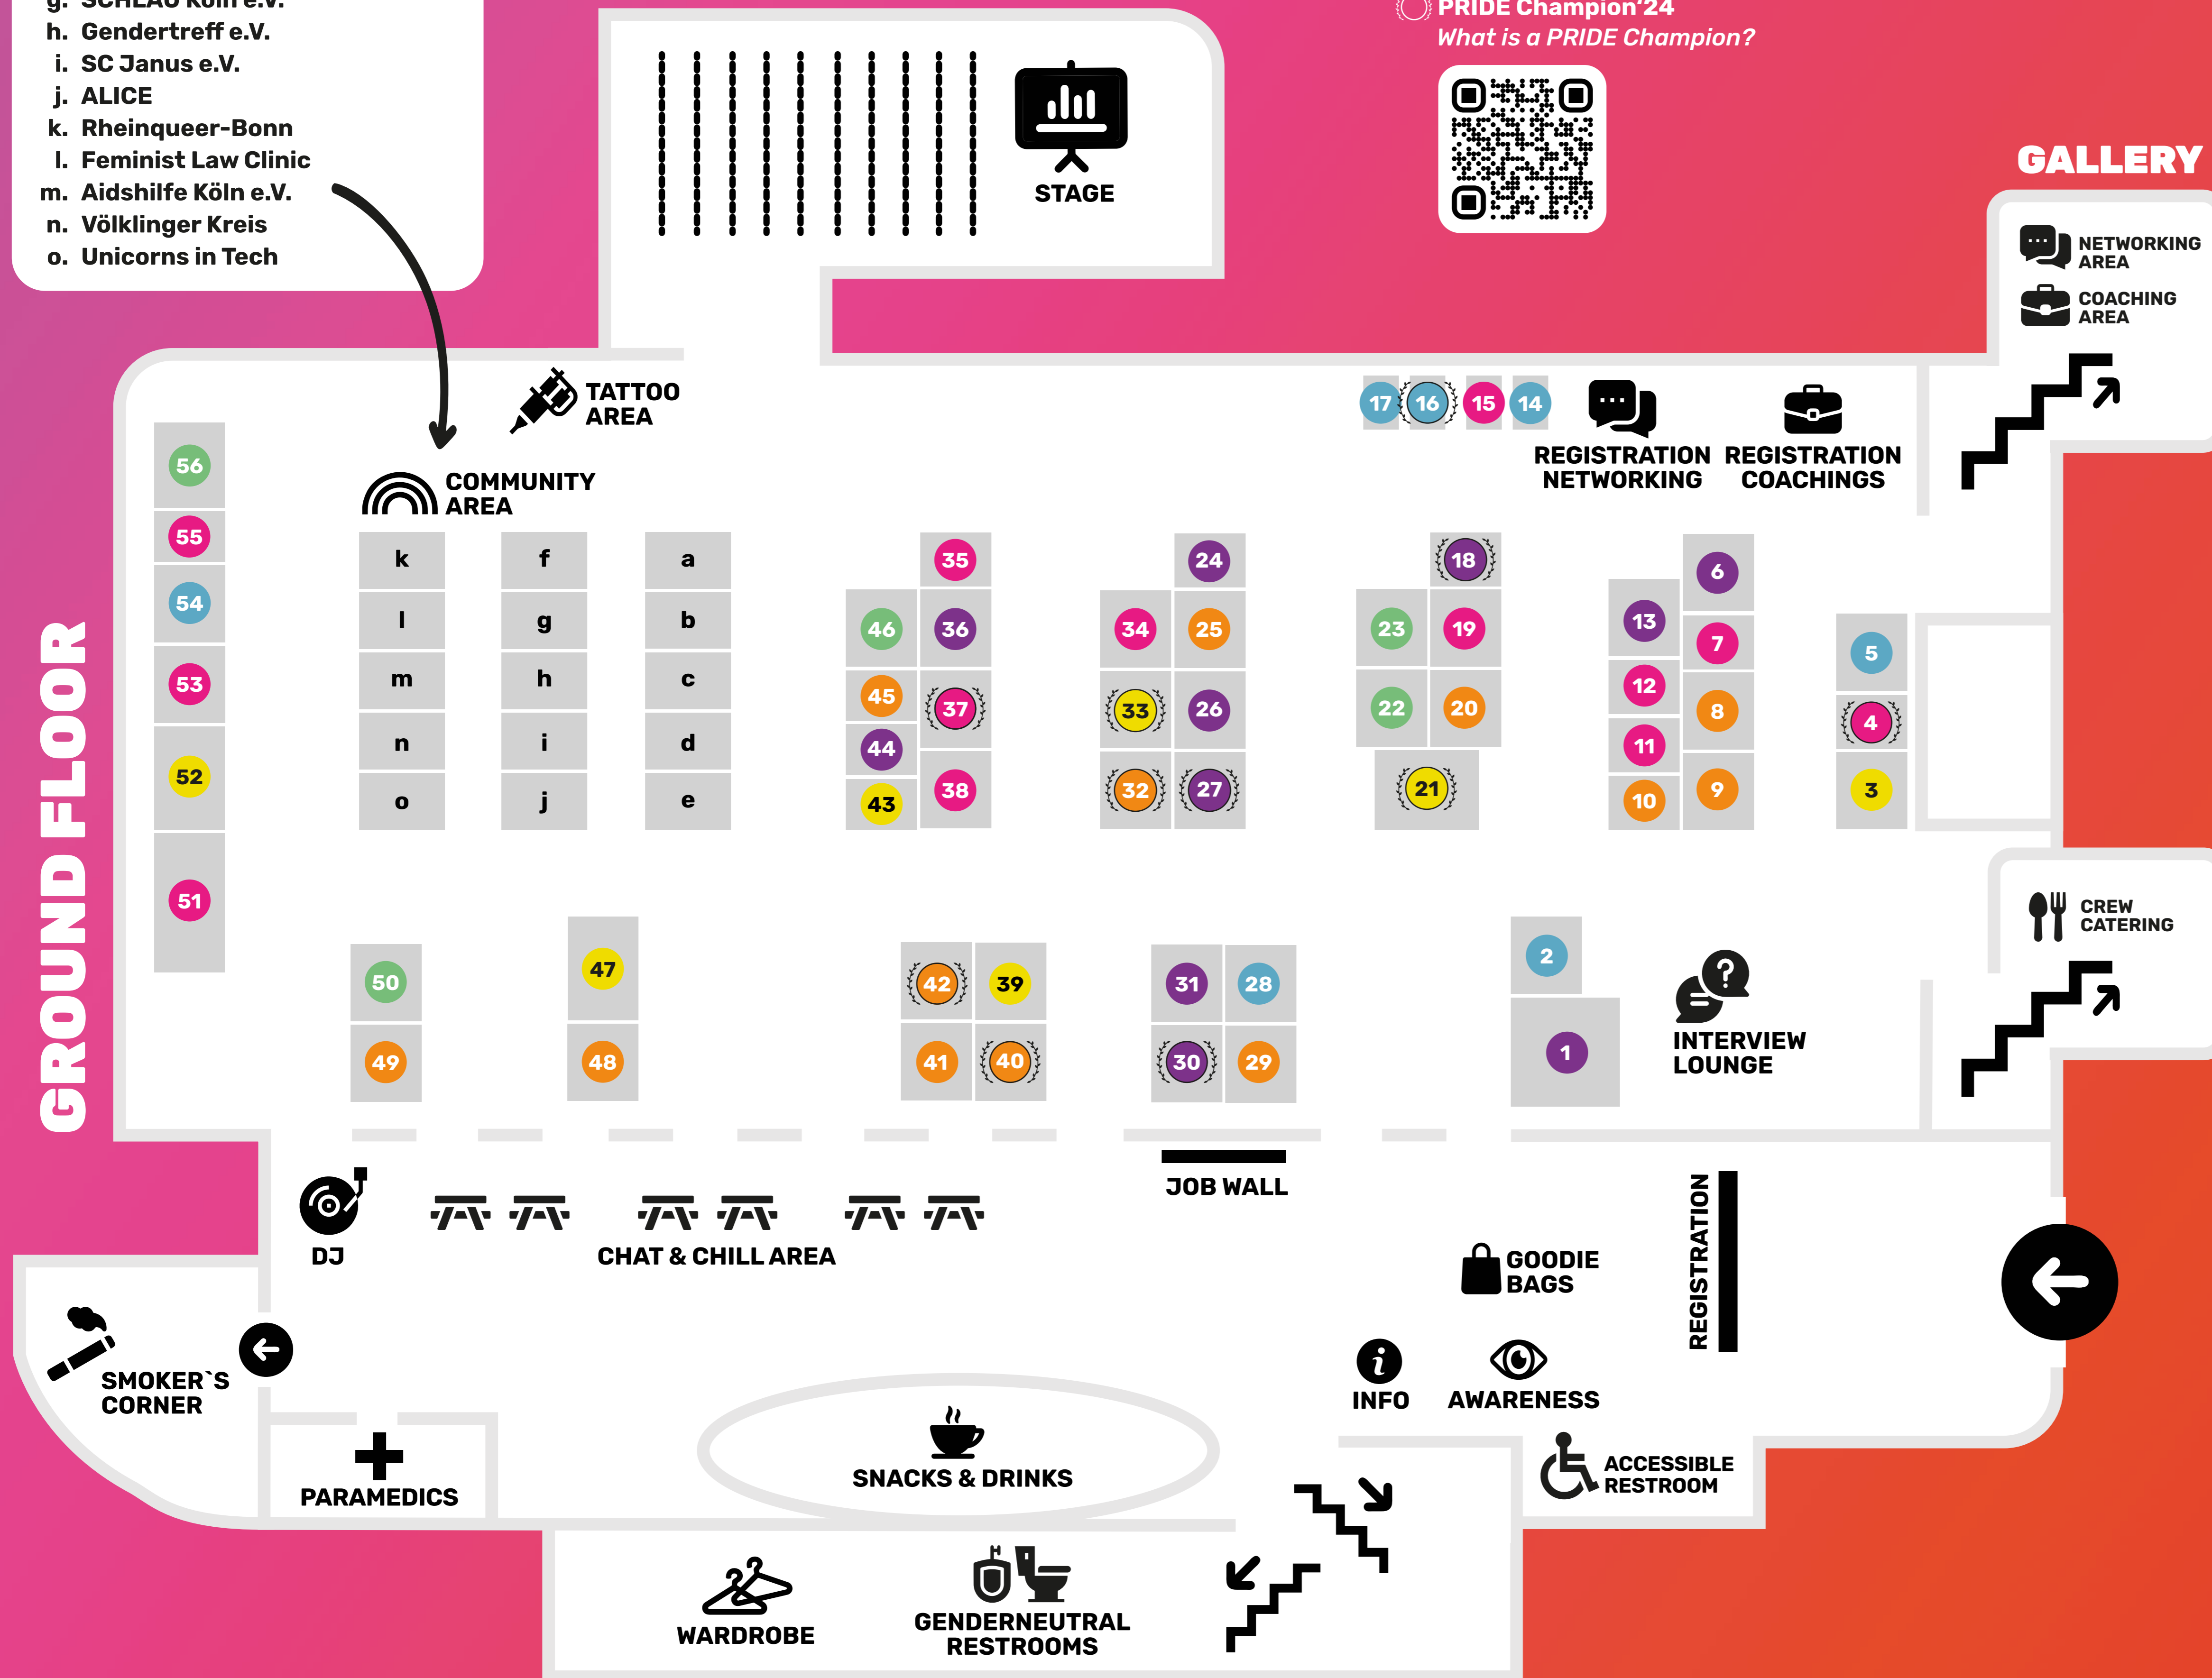 g. SCHLAU Köln e.V.
h. Gendertreff e.V.
i. SC Janus e.V.
j. ALICE
k. Rheinqueer-Bonn
l. Feminist Law Clinic
m. Aidshilfe Köln e.V.
n. Völklinger Kreis
o. Unicorns in Tech
PRIDE Champion'24
What is a PRIDE Champion?
STAGE
GALLERY
NETWORKING
AREA
COACHING
AREA
TATTOO
AREA
COMMUNITY
AREA
17 16 15 14
REGISTRATION
NETWORKING
REGISTRATION
COACHINGS
GROUND FLOOR
56
55
54
53
52
51
k f a
l g b
m h c
n i d
o j e
35
46 36
45 37
44
43 38
24
34 25
33 26
32 27
18
23 19
22 20
21
6
13
7
12
8
11
10 9
5
4
3
CREW
CATERING
50
49
47
48
42 39
41 40
31 28
30 29
2
1
INTERVIEW
LOUNGE
DJ
CHAT & CHILL AREA
JOB WALL
GOODIE
BAGS
REGISTRATION
INFO
AWARENESS
SMOKER`S
CORNER
PARAMEDICS
SNACKS & DRINKS
ACCESSIBLE
RESTROOM
WARDROBE
GENDERNEUTRAL
RESTROOMS